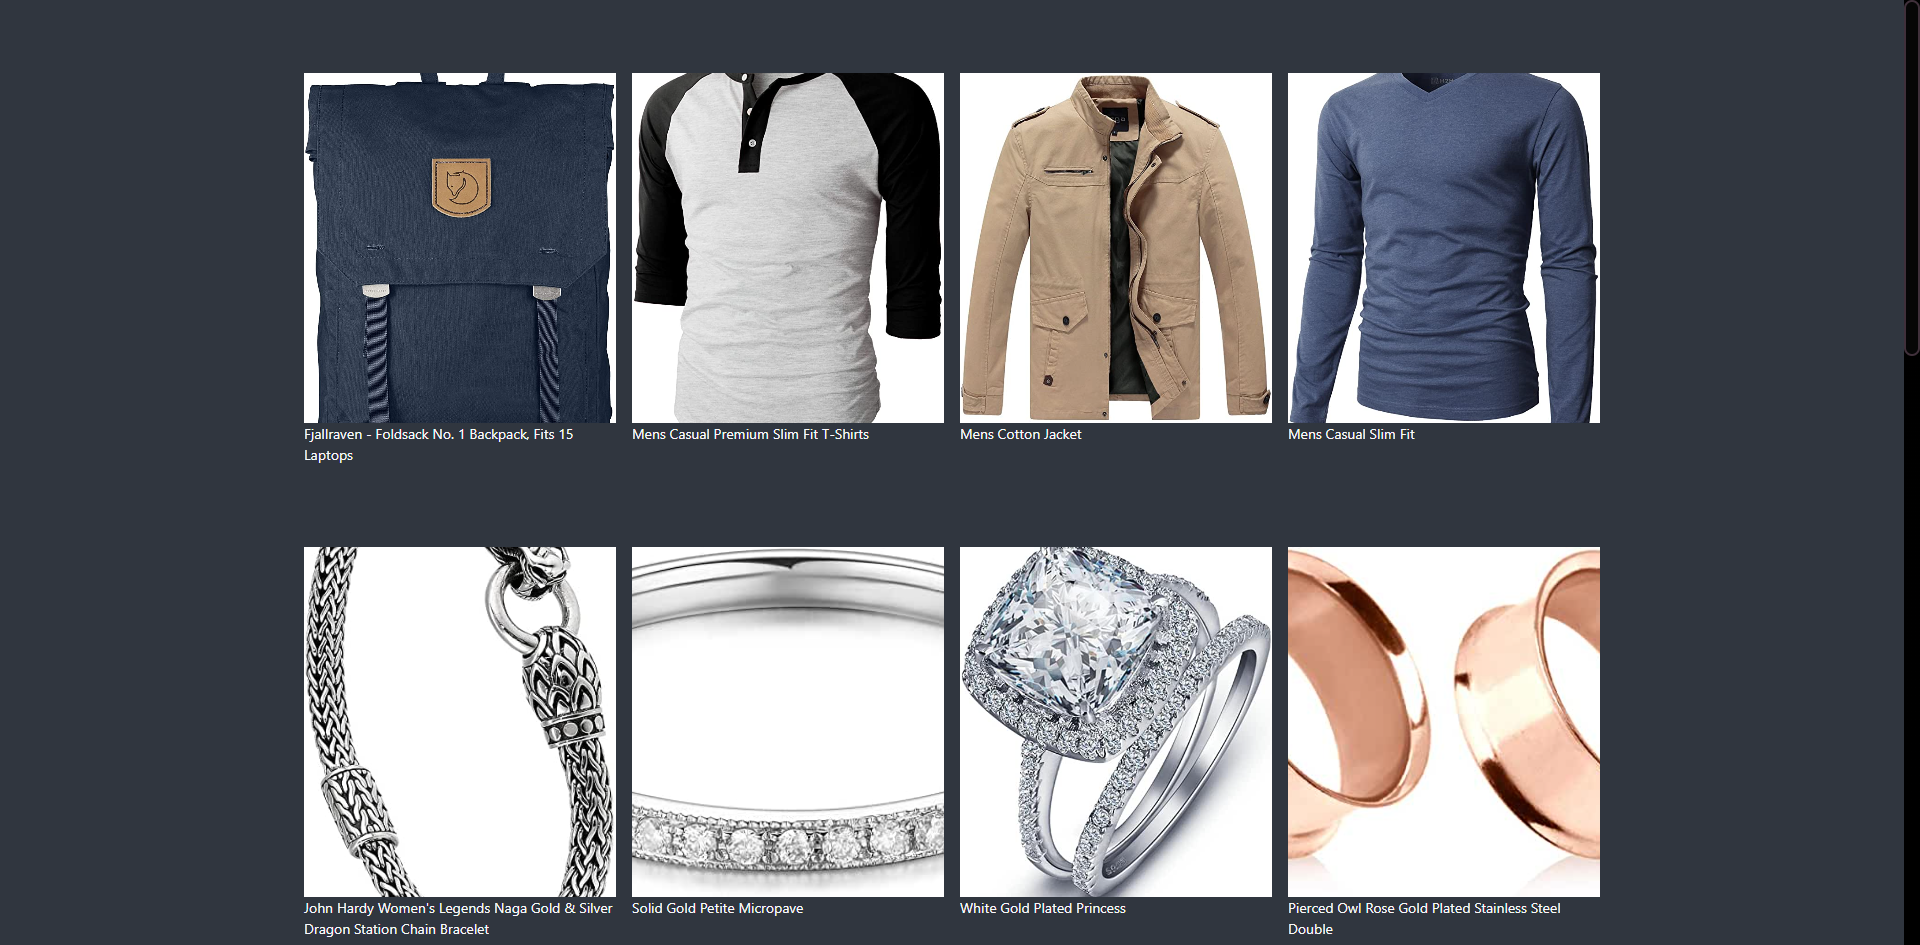 Fjallraven - Foldsack No. 1 Backpack, Fits 15
Laptops
Mens Casual Premium Slim Fit T-Shirts
Mens Cotton Jacket
Mens Casual Slim Fit
John Hardy Women's Legends Naga Gold & Silver
Dragon Station Chain Bracelet
Solid Gold Petite Micropave
White Gold Plated Princess
Pierced Owl Rose Gold Plated Stainless Steel
Double